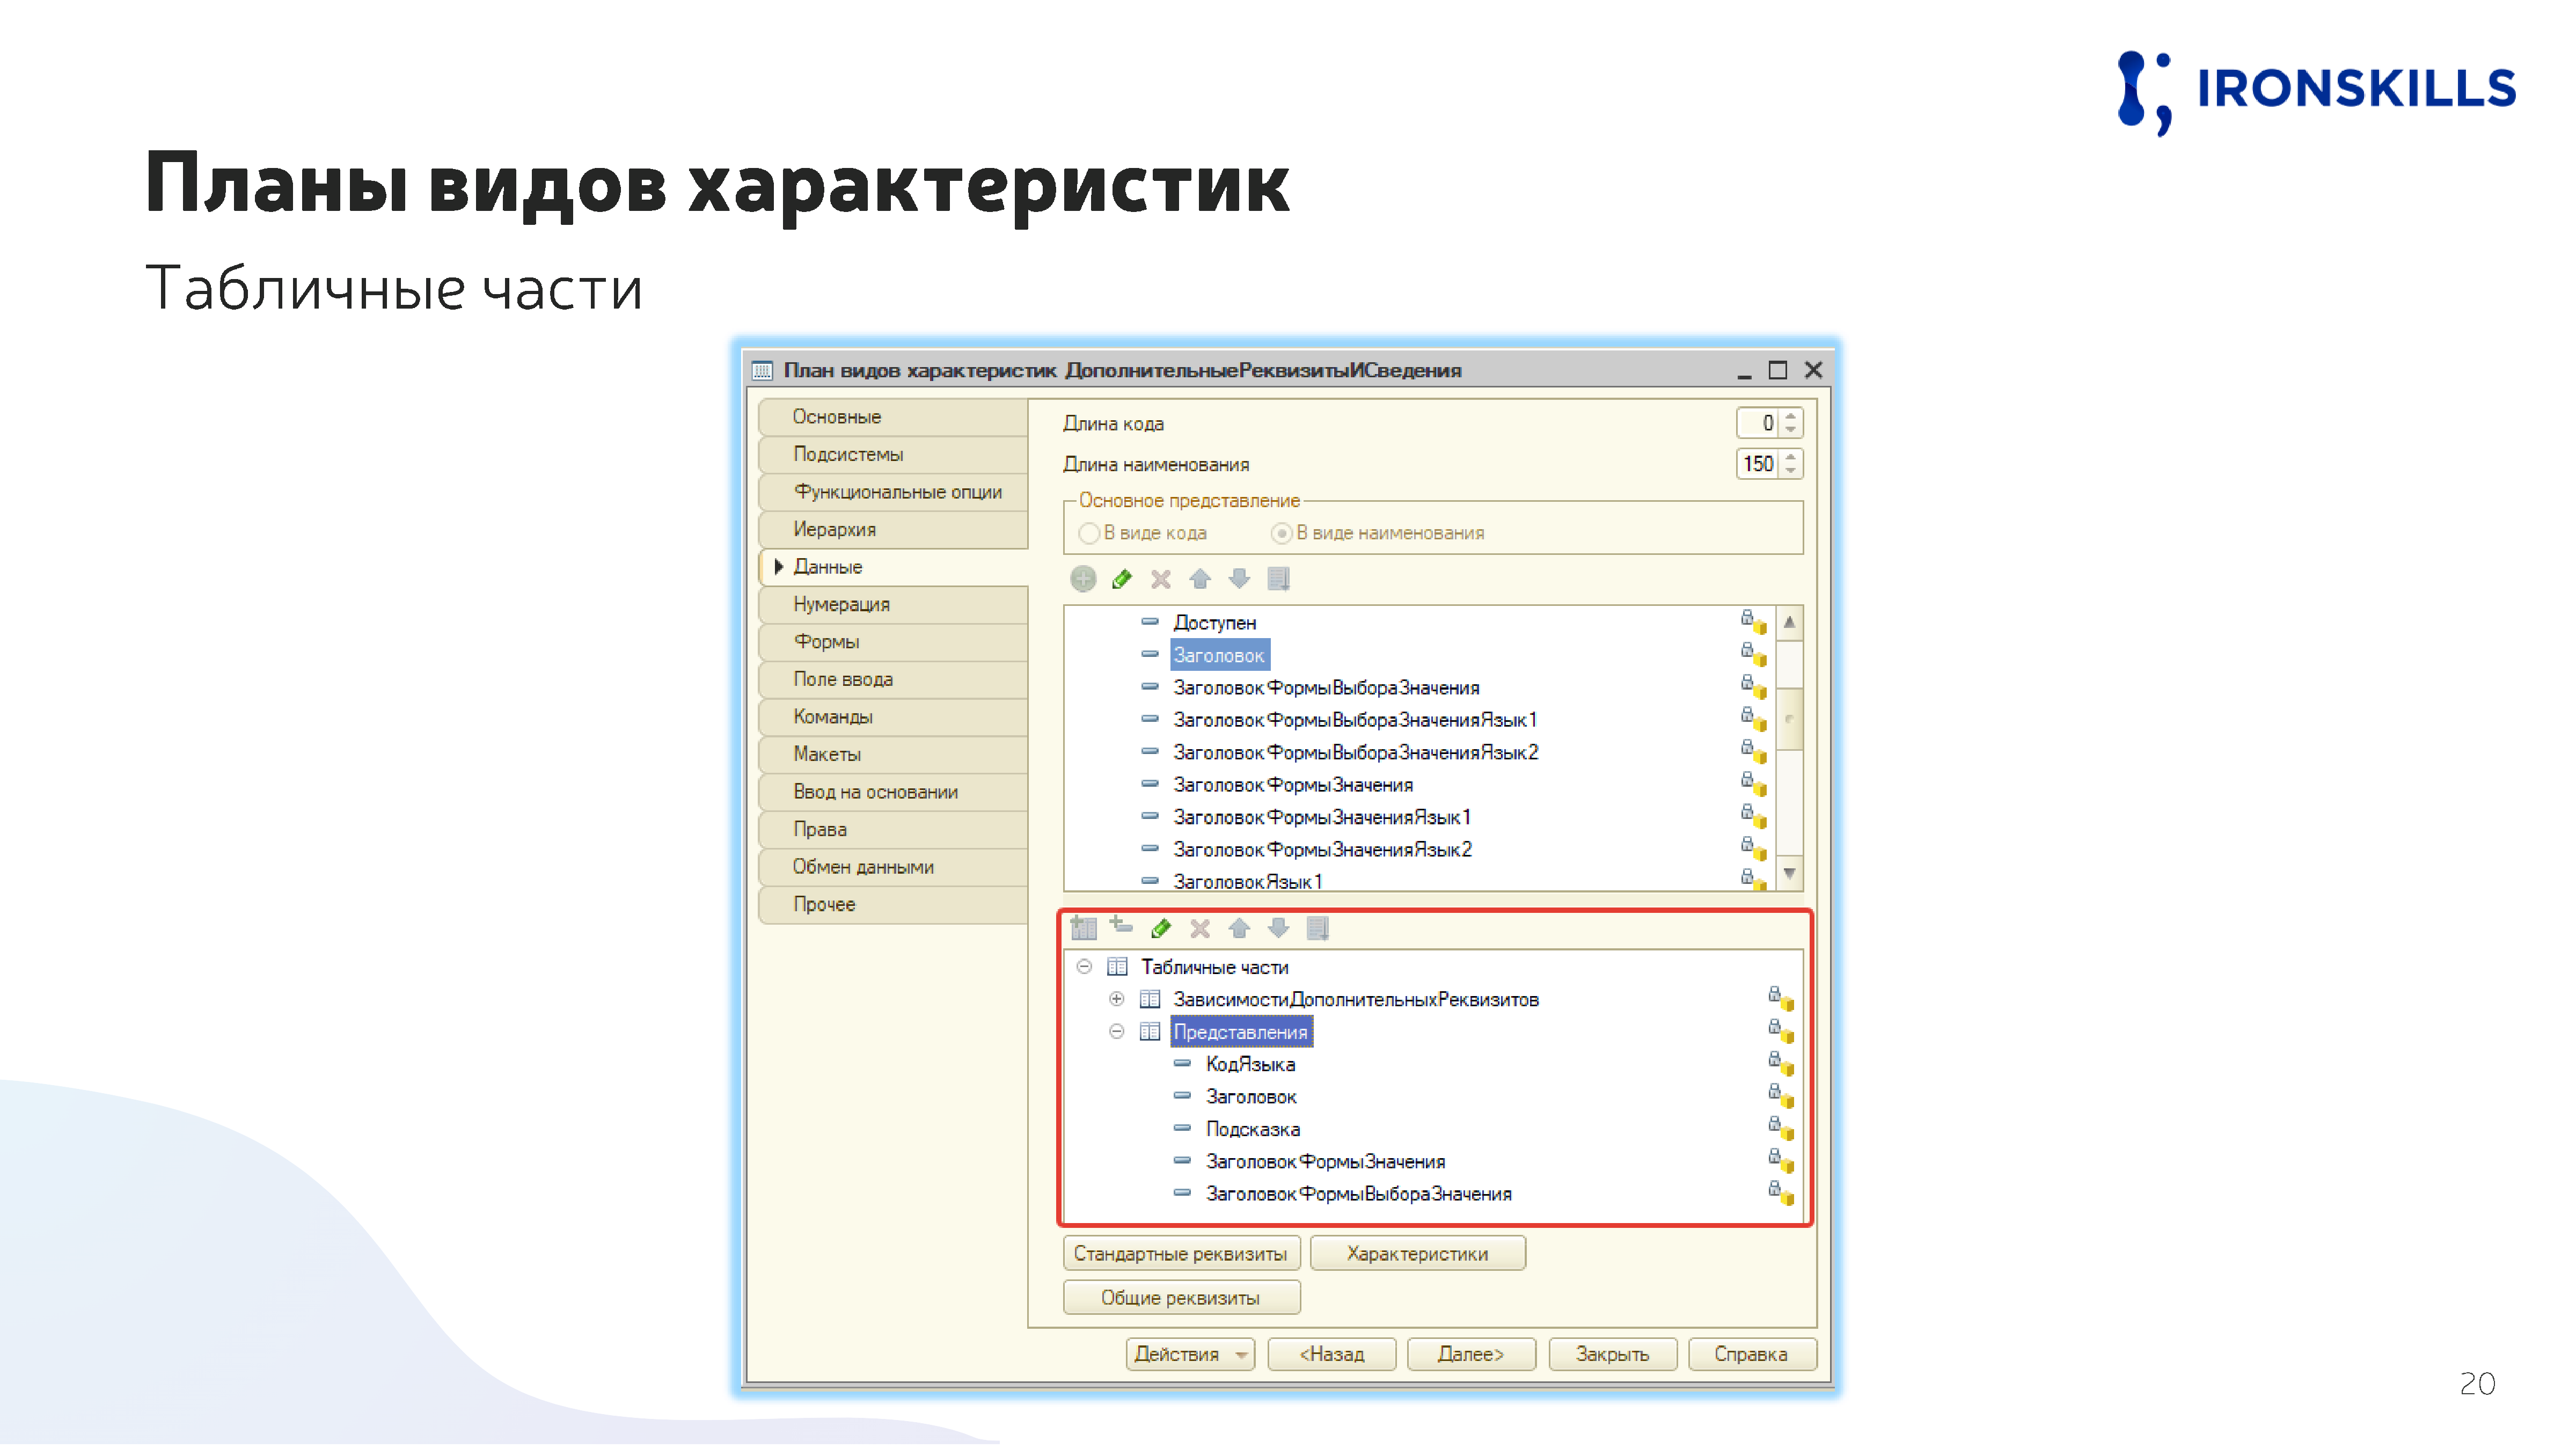 IRONSKILLS
Планы видов характеристик
Табличные части
План видов характеристик ДополнительныеРеквизитыИСведения
Основные
Подсистемы
Функциональные опции
Иерархия
Данные
Нумерация
Формы
Поле ввода
Команды
Макеты
Ввод на основании
Права
Обмен данными
Прочее
Длина кода 0
Длина наименования 150
Основное представление
В виде кода В виде наименования
Доступен
Заголовок
ЗаголовокФормыВыбораЗначения
ЗаголовокФормыВыбораЗначенияЯзык1
ЗаголовокФормыВыбораЗначенияЯзык2
ЗаголовокФормыЗначения
ЗаголовокФормыЗначенияЯзык1
ЗаголовокФормыЗначенияЯзык2
ЗаголовокЯзык1
Табличные части
ЗависимостиДополнительныхРеквизитов
Представления
КодЯзыка
Заголовок
Подсказка
ЗаголовокФормыЗначения
ЗаголовокФормыВыбораЗначения
Стандартные реквизиты Характеристики
Общие реквизиты
Действия <Назад Далее> Закрыть Справка
20